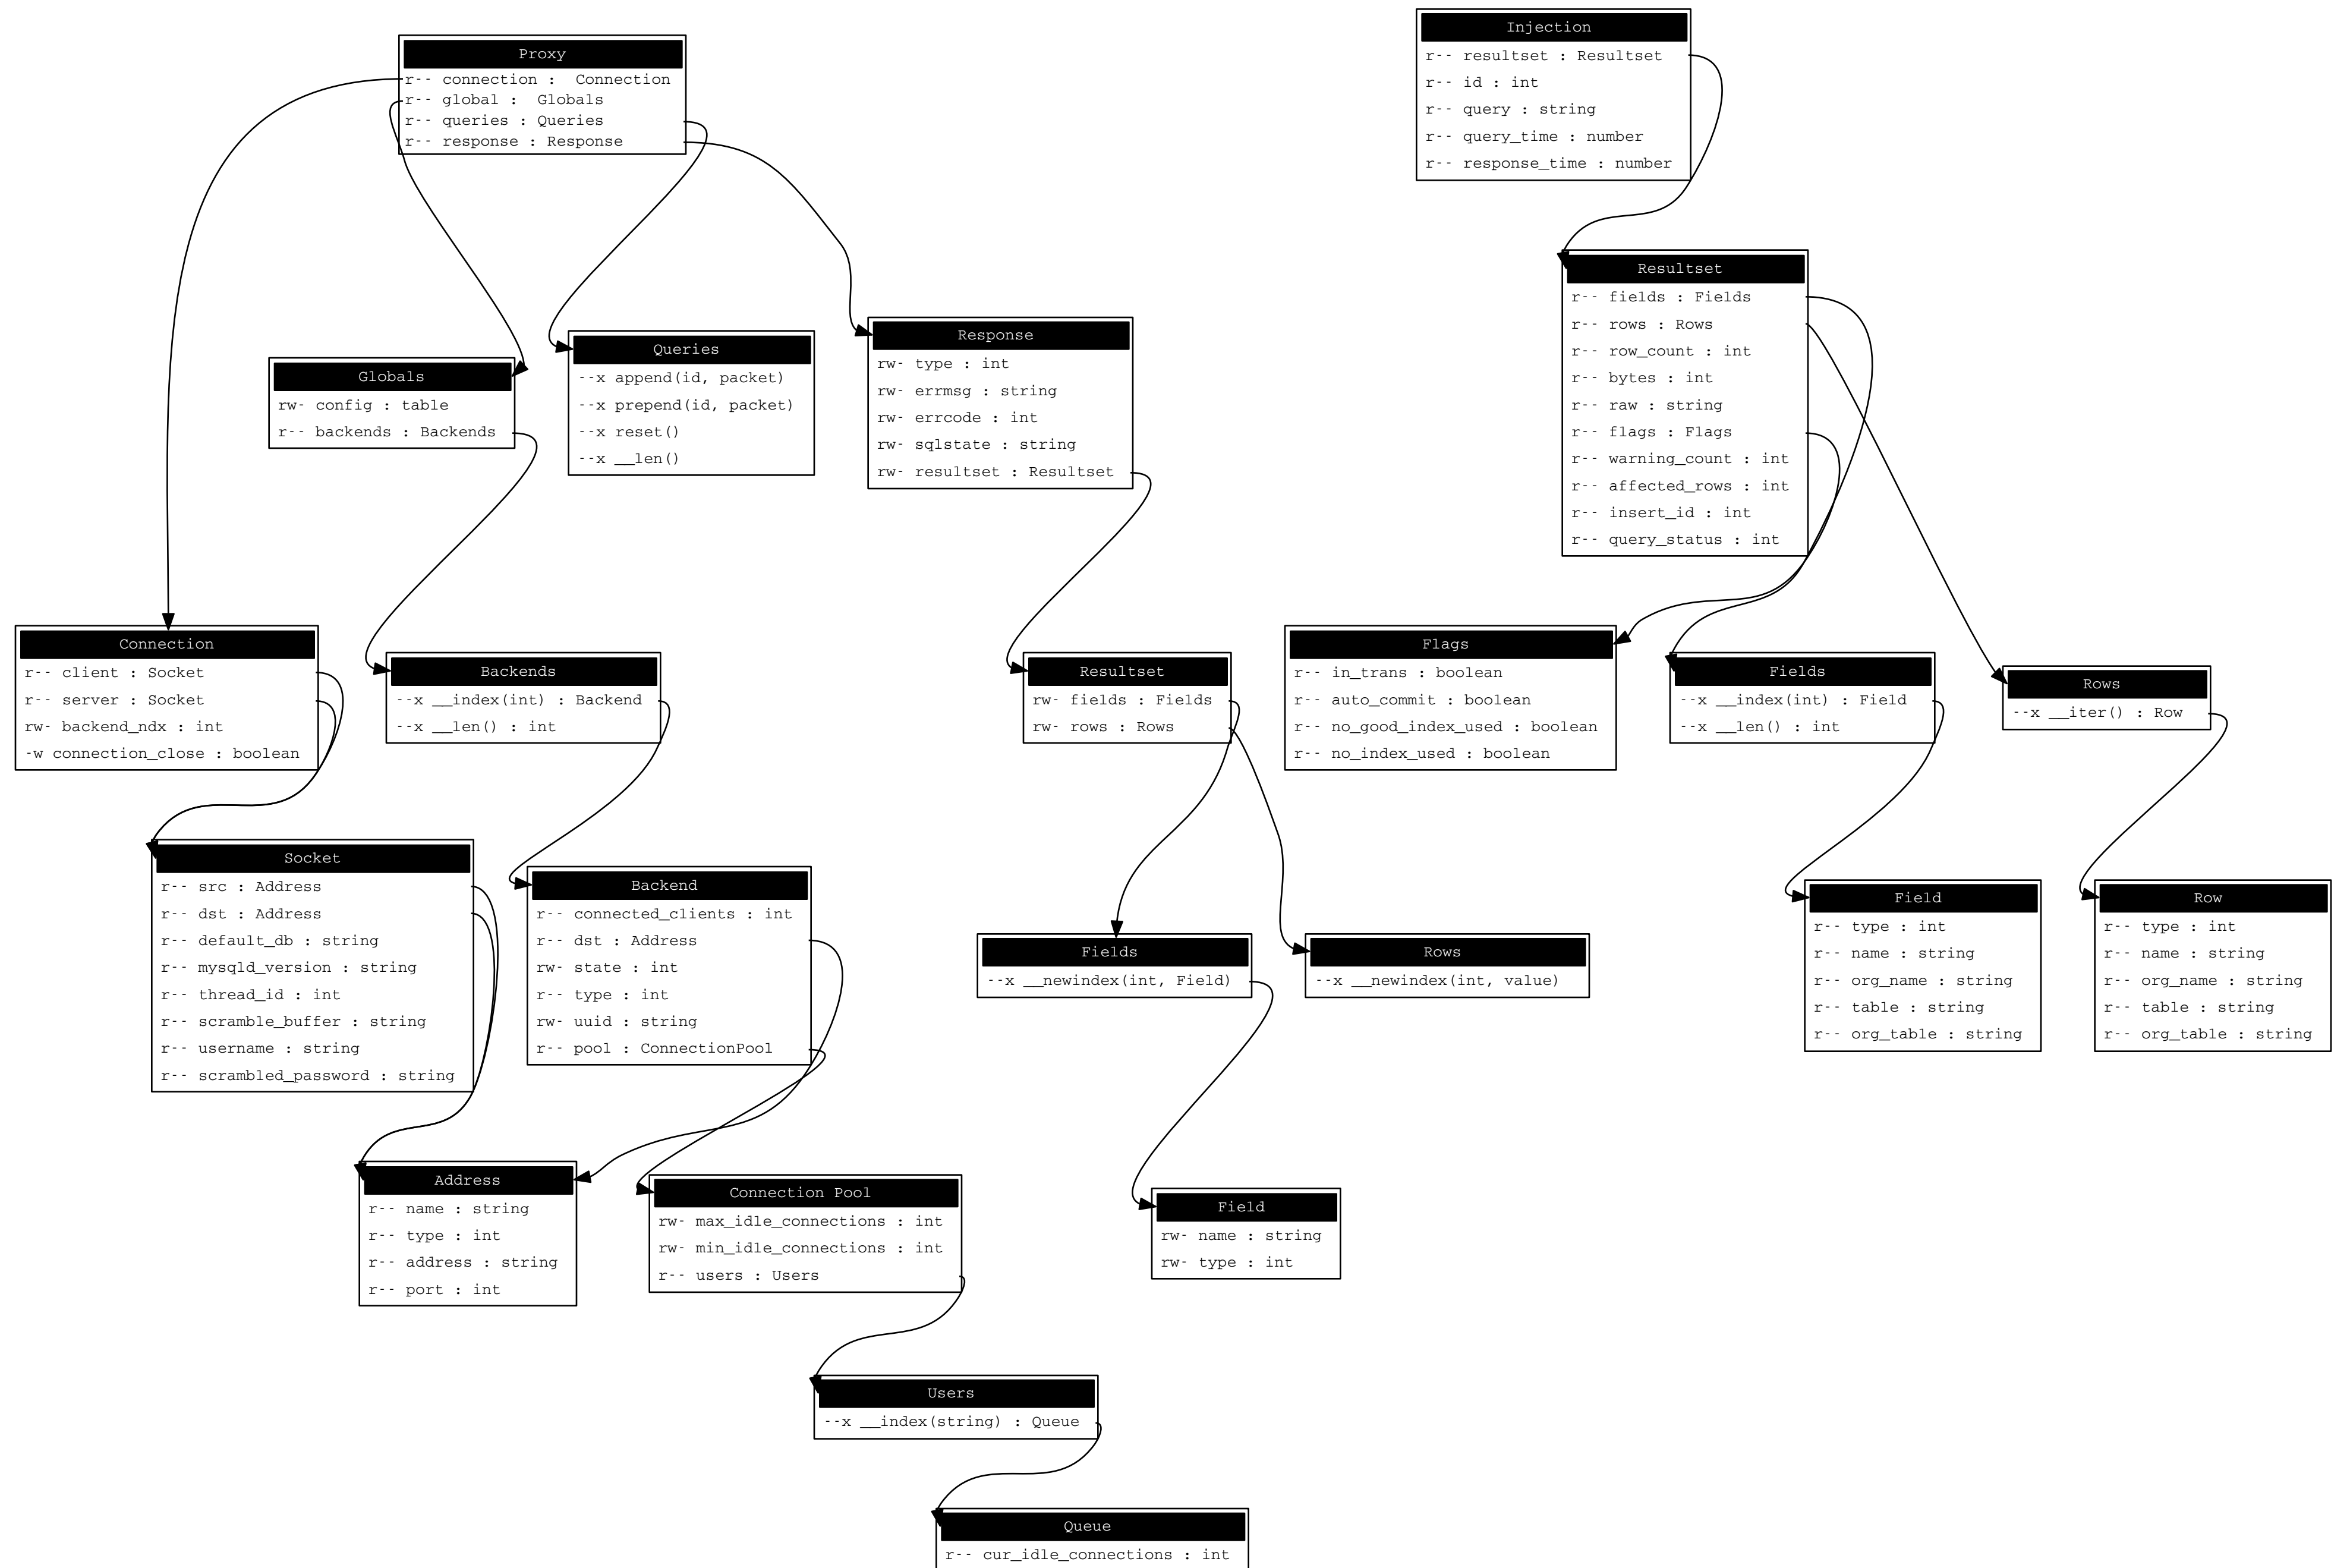 Proxy
r-- connection :  Connection
r-- global :  Globals
r-- queries : Queries
r-- response : Response
Injection
r-- resultset : Resultset
r-- id : int
r-- query : string
r-- query_time : number
r-- response_time : number
Resultset
r-- fields : Fields
r-- rows : Rows
r-- row_count : int
r-- bytes : int
r-- raw : string
r-- flags : Flags
r-- warning_count : int
r-- affected_rows : int
r-- insert_id : int
r-- query_status : int
Globals
rw- config : table
r-- backends : Backends
Queries
--x append(id, packet)
--x prepend(id, packet)
--x reset()
--x __len()
Response
rw- type : int
rw- errmsg : string
rw- errcode : int
rw- sqlstate : string
rw- resultset : Resultset
Connection
r-- client : Socket
r-- server : Socket
rw- backend_ndx : int
-w connection_close : boolean
Backends
--x __index(int) : Backend
--x __len() : int
Resultset
rw- fields : Fields
rw- rows : Rows
Flags
r-- in_trans : boolean
r-- auto_commit : boolean
r-- no_good_index_used : boolean
r-- no_index_used : boolean
Fields
--x __index(int) : Field
--x __len() : int
Rows
--x __iter() : Row
Socket
r-- src : Address
r-- dst : Address
r-- default_db : string
r-- mysqld_version : string
r-- thread_id : int
r-- scramble_buffer : string
r-- username : string
r-- scrambled_password : string
Backend
r-- connected_clients : int
r-- dst : Address
rw- state : int
r-- type : int
rw- uuid : string
r-- pool : ConnectionPool
Fields
--x __newindex(int, Field)
Rows
--x __newindex(int, value)
Field
r-- type : int
r-- name : string
r-- org_name : string
r-- table : string
r-- org_table : string
Row
r-- type : int
r-- name : string
r-- org_name : string
r-- table : string
r-- org_table : string
Address
r-- name : string
r-- type : int
r-- address : string
r-- port : int
Connection Pool
rw- max_idle_connections : int
rw- min_idle_connections : int
r-- users : Users
Field
rw- name : string
rw- type : int
Users
--x __index(string) : Queue
Queue
r-- cur_idle_connections : int